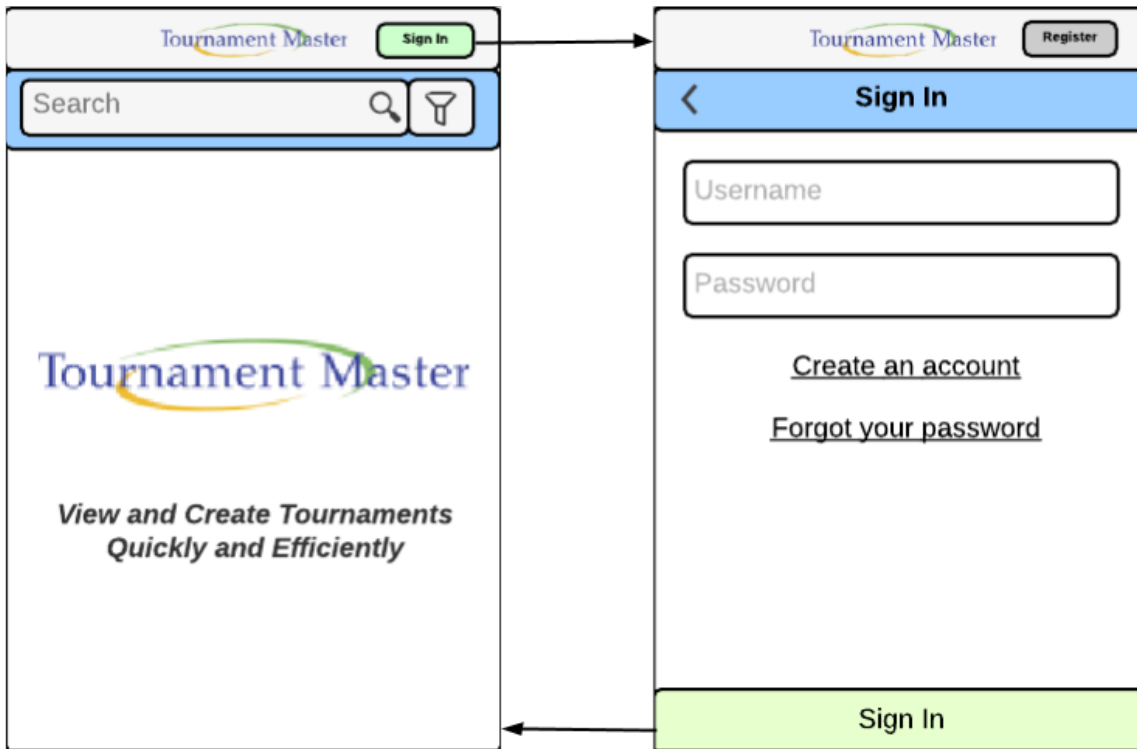 Tournament Master
Sign In
Search
Tournament Master
View and Create Tournaments
Quickly and Efficiently
Tournament Master
Register
Sign In
Username
Password
Create an account
Forgot your password
Sign In